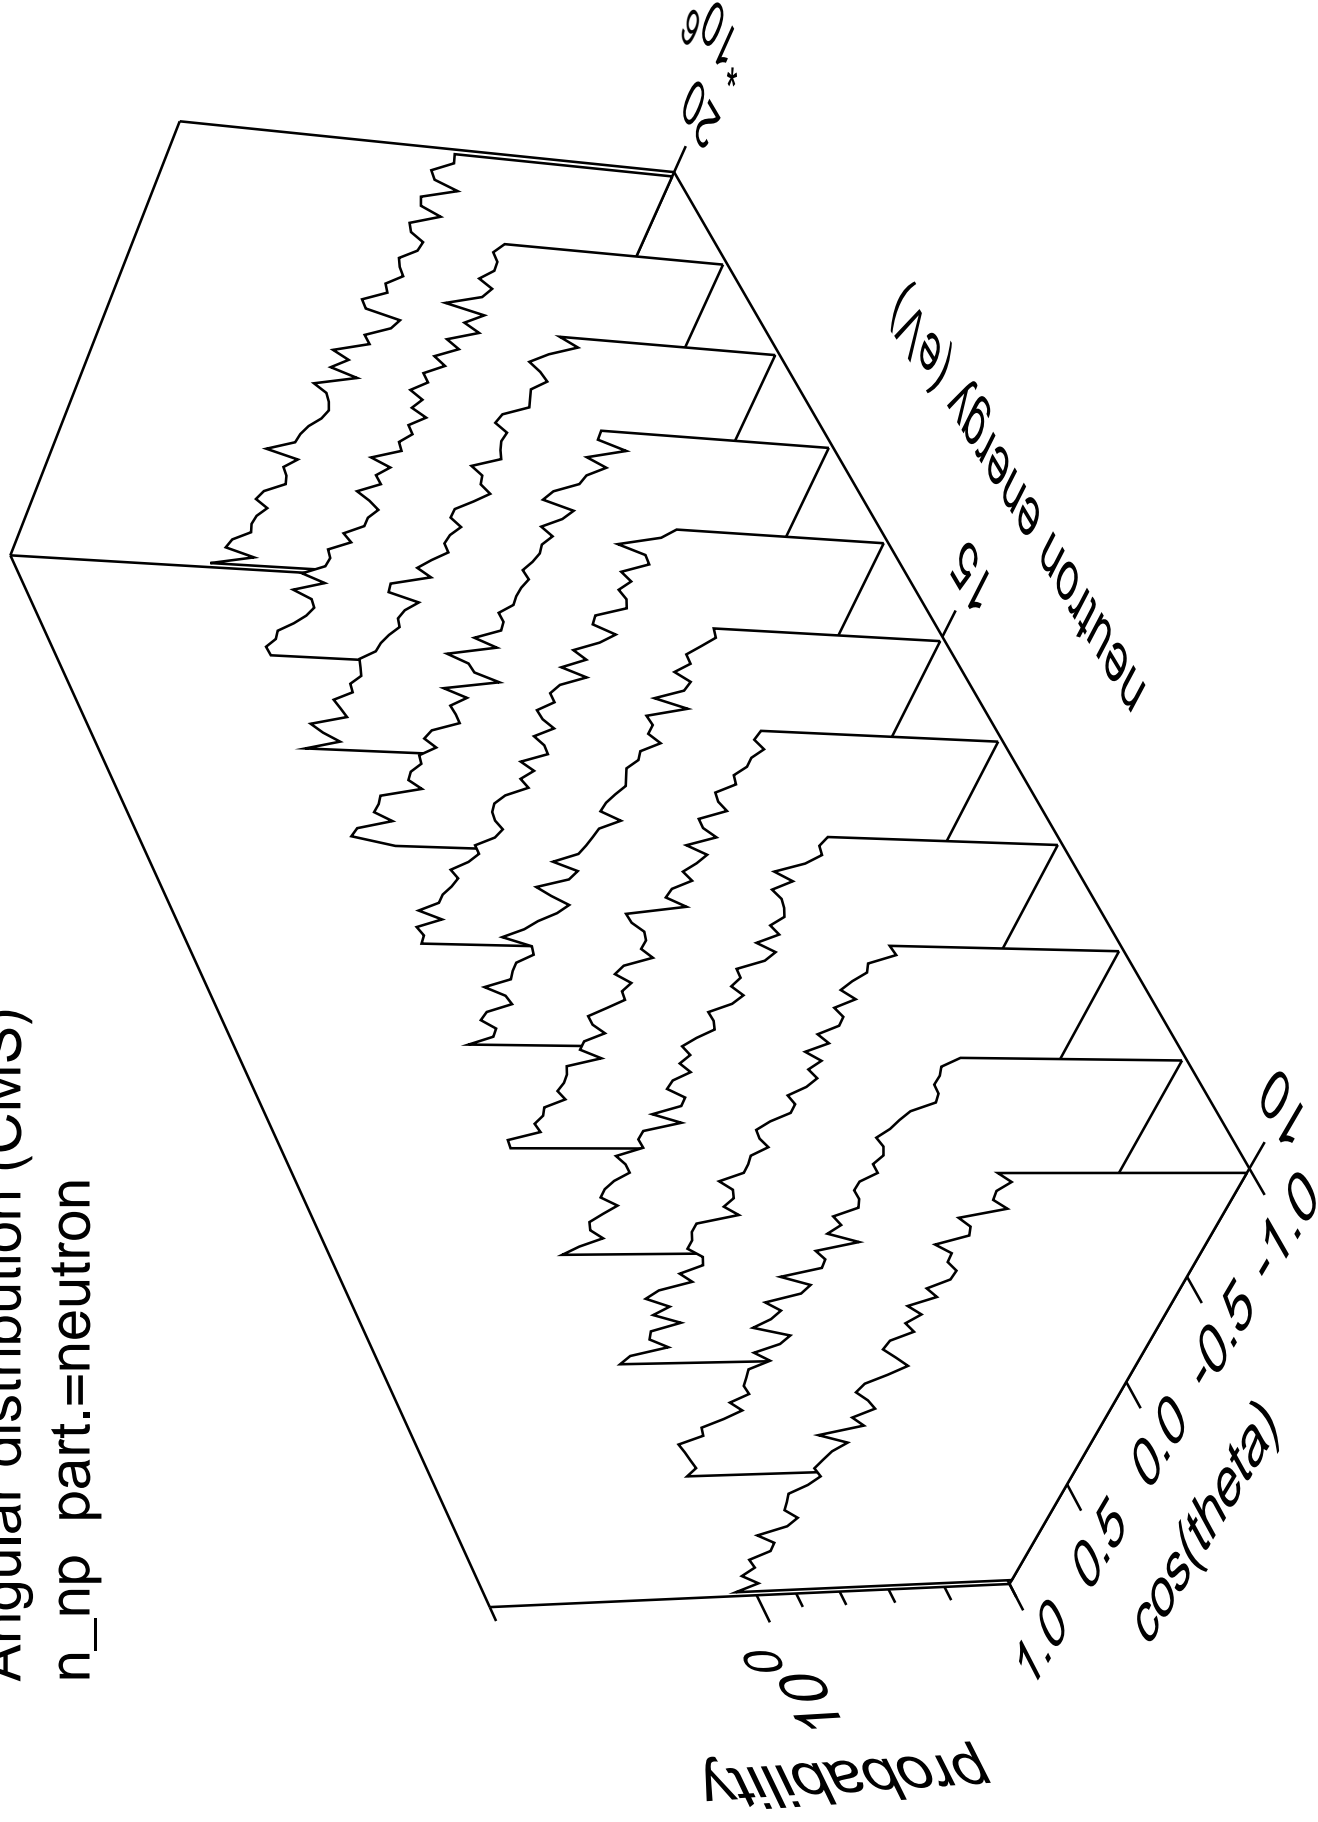 Angular distribution (CMS)
n_np part.=neutron
probability
10^0
1.0 0.5 0.0 -0.5 -1.0
cos(theta)
10 15 20
*10^6
neutron energy (eV)